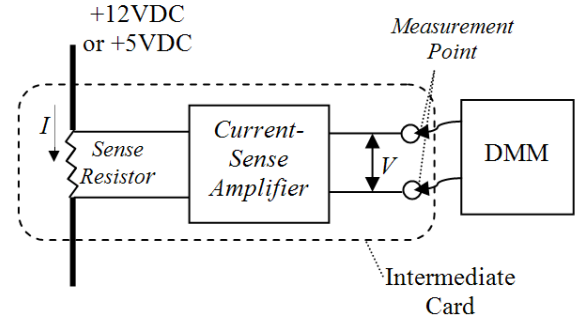 +12VDC
or +5VDC
Measurement
Point
I
Sense
Resistor
Current-
Sense
Amplifier
V
DMM
Intermediate
Card